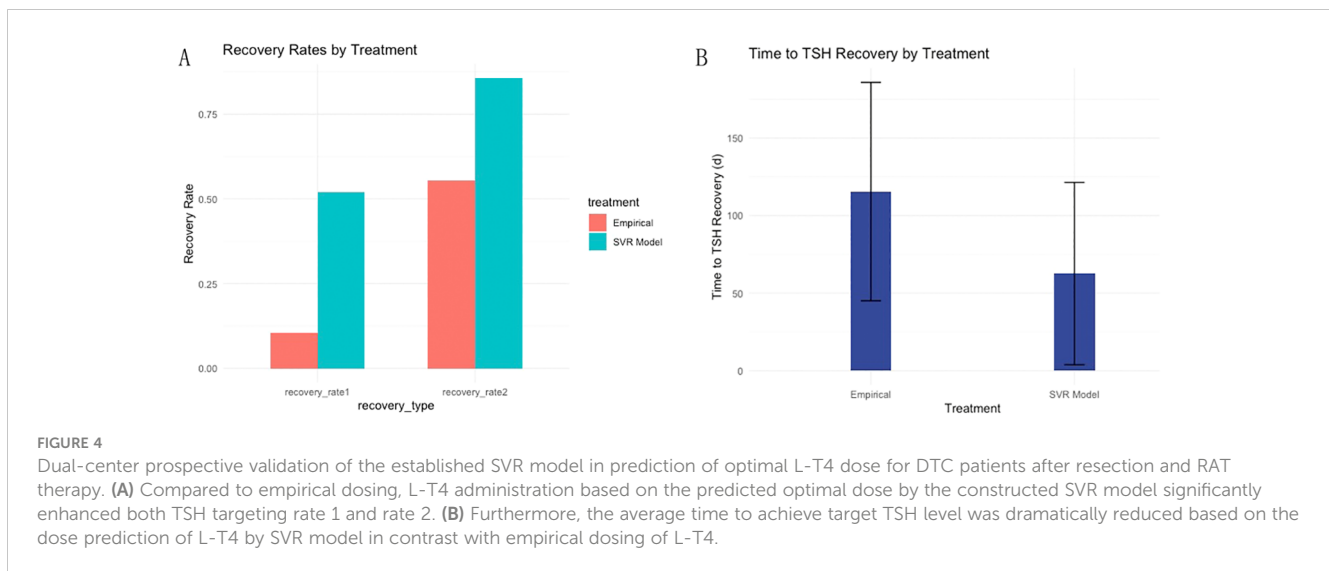 A
Recovery Rates by Treatment
Recovery Rate
0.75
0.50
0.25
0.00
recovery_rate1
recovery_rate2
recovery_type
treatment
Empirical
SVR Model
B
Time to TSH Recovery by Treatment
Time to TSH Recovery (d)
150
100
50
0
Empirical
SVR Model
Treatment
FIGURE 4
Dual-center prospective validation of the established SVR model in prediction of optimal L-T4 dose for DTC patients after resection and RAT
therapy. (A) Compared to empirical dosing, L-T4 administration based on the predicted optimal dose by the constructed SVR model significantly
enhanced both TSH targeting rate 1 and rate 2. (B) Furthermore, the average time to achieve target TSH level was dramatically reduced based on the
dose prediction of L-T4 by SVR model in contrast with empirical dosing of L-T4.